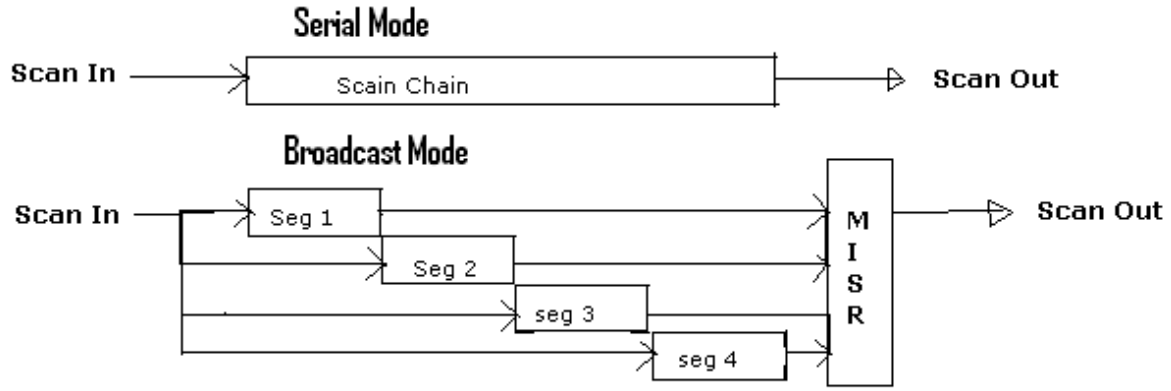 Serial Mode
Scan In
Scain Chain
Scan Out
Broadcast Mode
Scan In
Seg 1
Seg 2
seg 3
seg 4
M
I
S
R
Scan Out